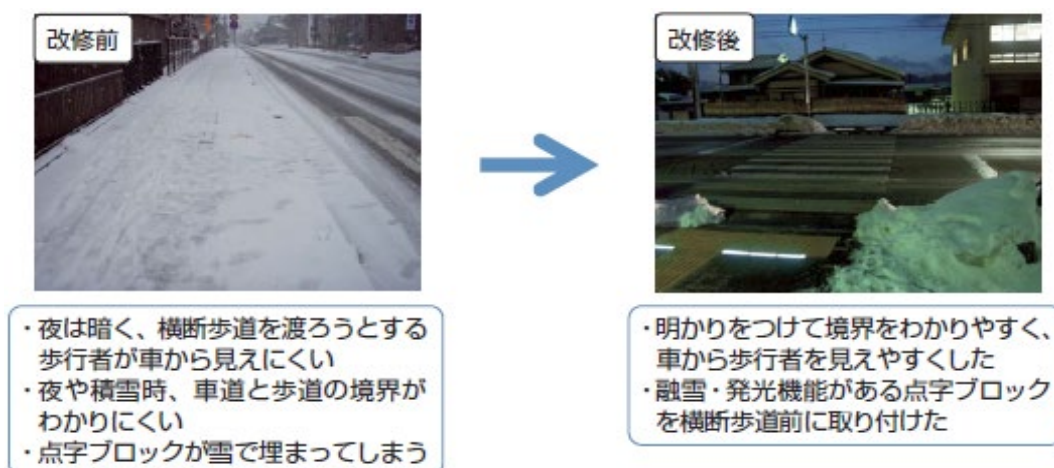 改修前
・夜は暗く、横断歩道を渡ろうとする
歩行者が車から見えにくい
・夜や積雪時、車道と歩道の境界が
わかりにくい
・点字ブロックが雪で埋まってしまう
改修後
・明かりをつけて境界をわかりやすく、
車から歩行者を見えやすくした
・融雪・発光機能がある点字ブロック
を横断歩道前に取り付けた